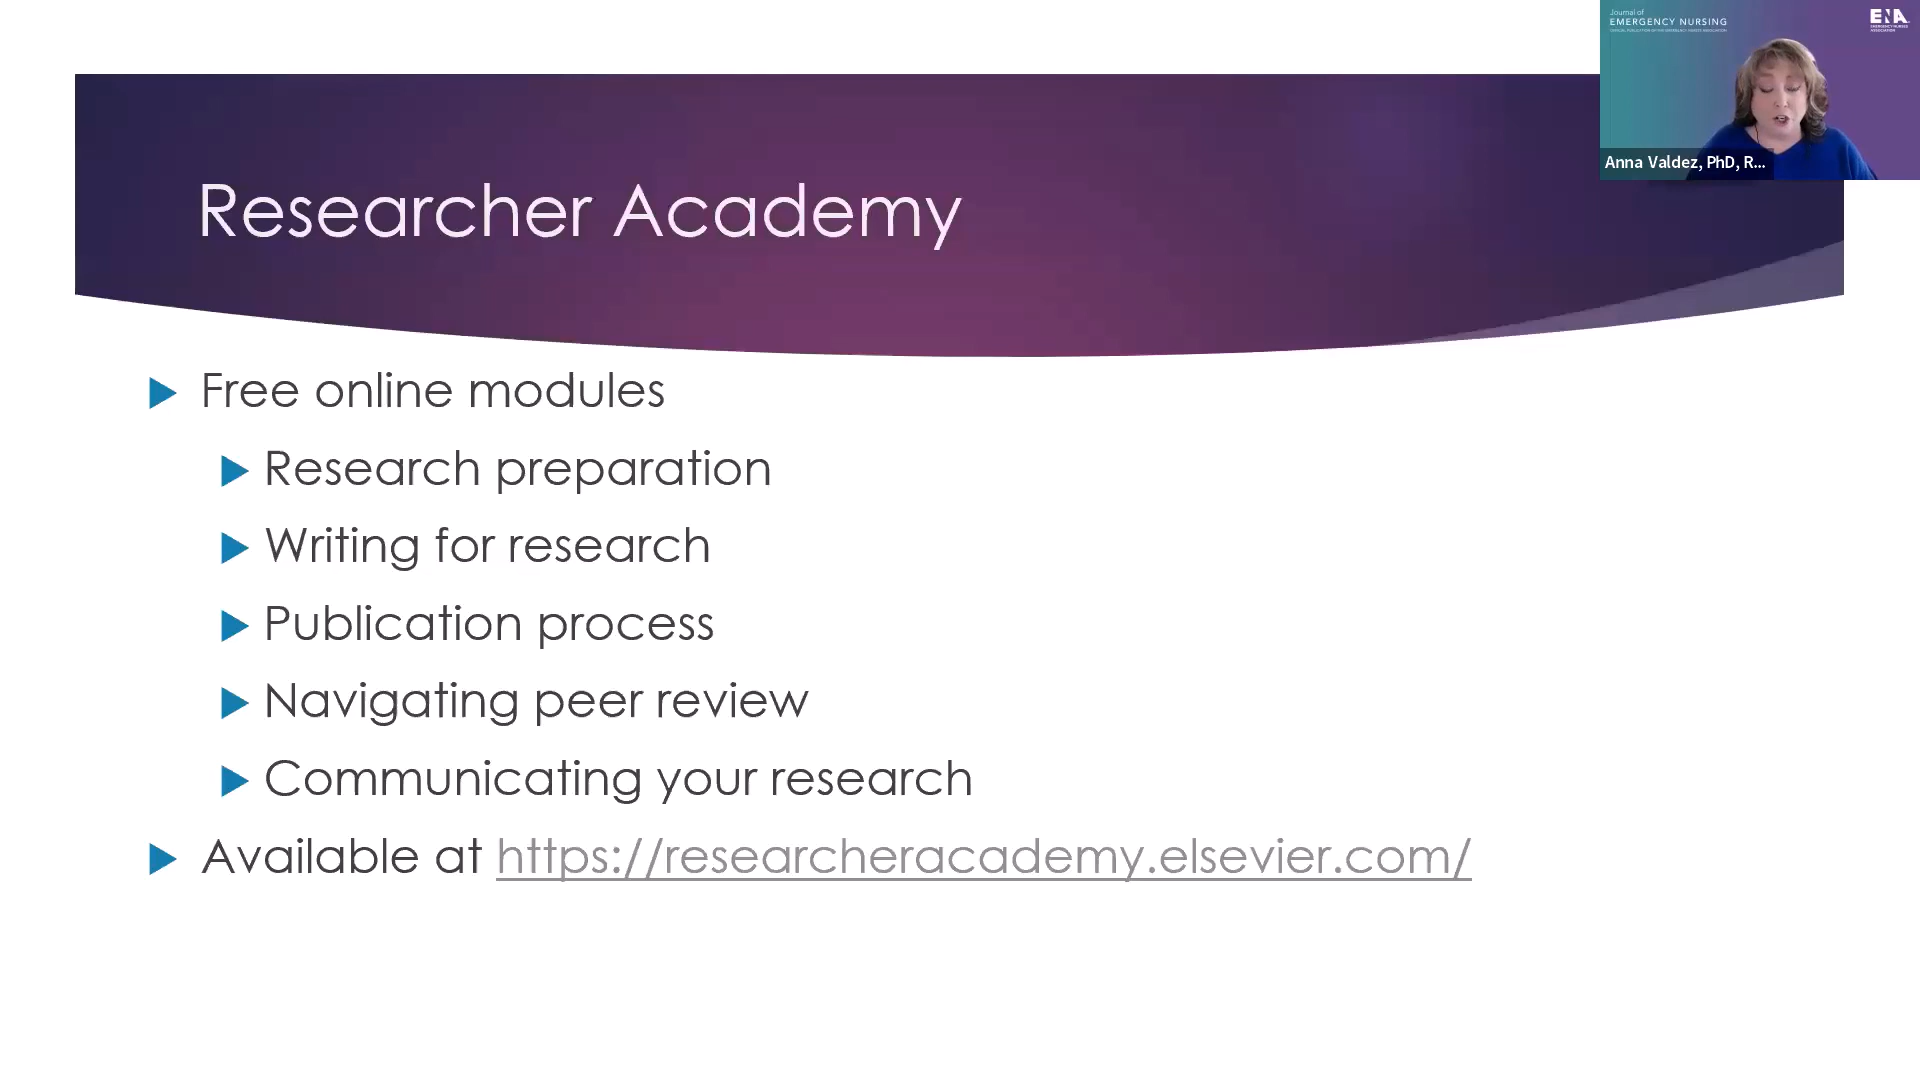 Journal of
EMERGENCY NURSING
ENA
Anna Valdez, PhD, R...
Researcher Academy
Free online modules
Research preparation
Writing for research
Publication process
Navigating peer review
Communicating your research
Available at https://researcheracademy.elsevier.com/